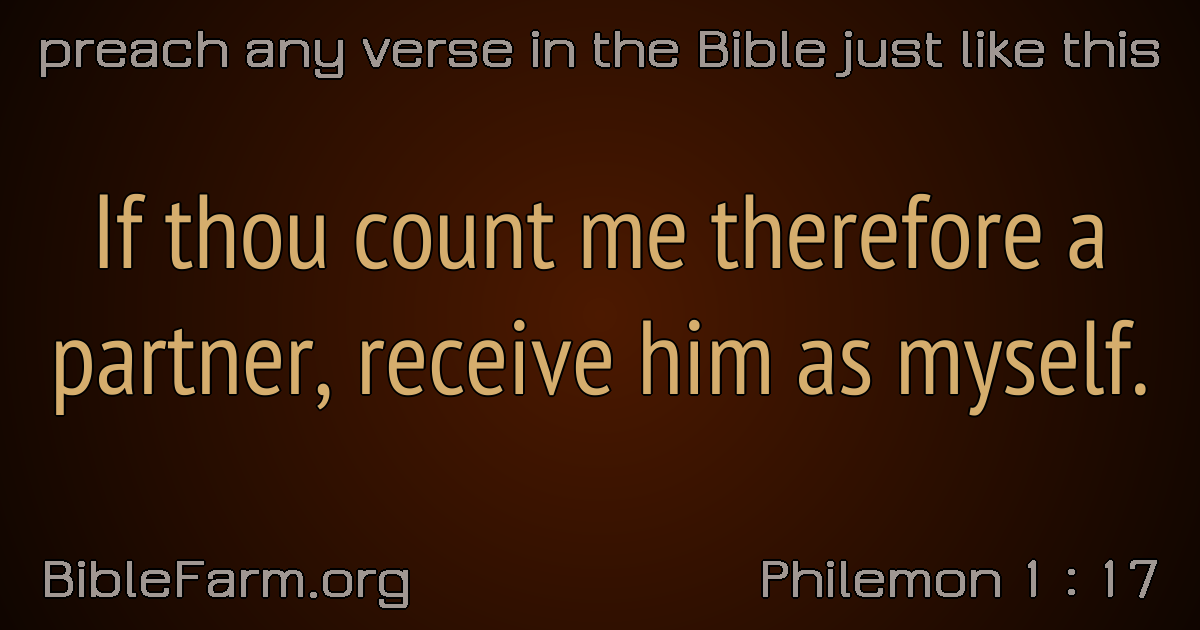 preach any verse in the Bible just like this
If thou count me therefore a
partner, receive him as myself.
BibleFarm.org
Philemon 1 : 17